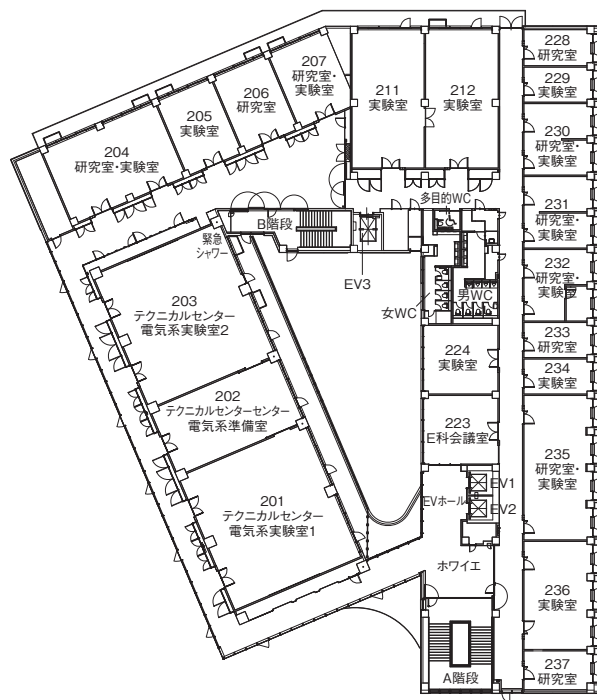 207
研究室・
実験室
206
研究室
205
実験室
204
研究室・実験室
211
実験室
212
実験室
228
研究室
229
実験室
230
研究室・
実験室
231
研究室・
実験室
232
研究室・
実験室
233
研究室
234
実験室
235
研究室・
実験室
236
実験室
237
研究室
多目的WC
B階段
緊急
シャワー
EV3
女WC
男WC
203
テクニカルセンター
電気系実験室2
202
テクニカルセンターセンター
電気系準備室
201
テクニカルセンター
電気系実験室1
224
実験室
223
E科会議室
EV1
EVホール
EV2
ホワイエ
A階段